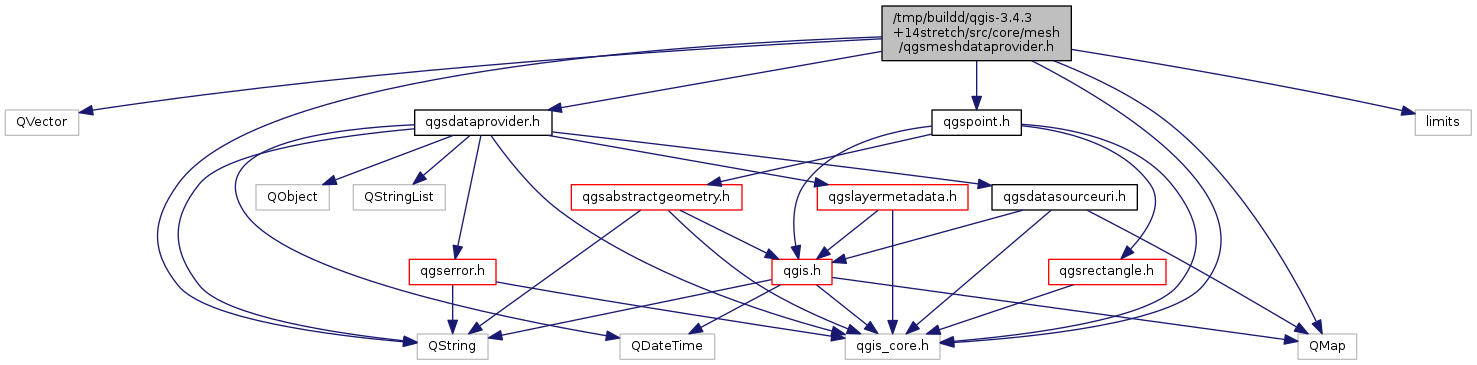 /tmp/buildd/qgis-3.4.3
+14stretch/src/core/mesh
/qgsmeshdataprovider.h
QVector
qgsdataprovider.h
qgspoint.h
limits
QObject
QStringList
qgsabstractgeometry.h
qgslayermetadata.h
qgsdatasourceuri.h
qgserror.h
qgis.h
qgsrectangle.h
QString
QDateTime
qgis_core.h
QMap